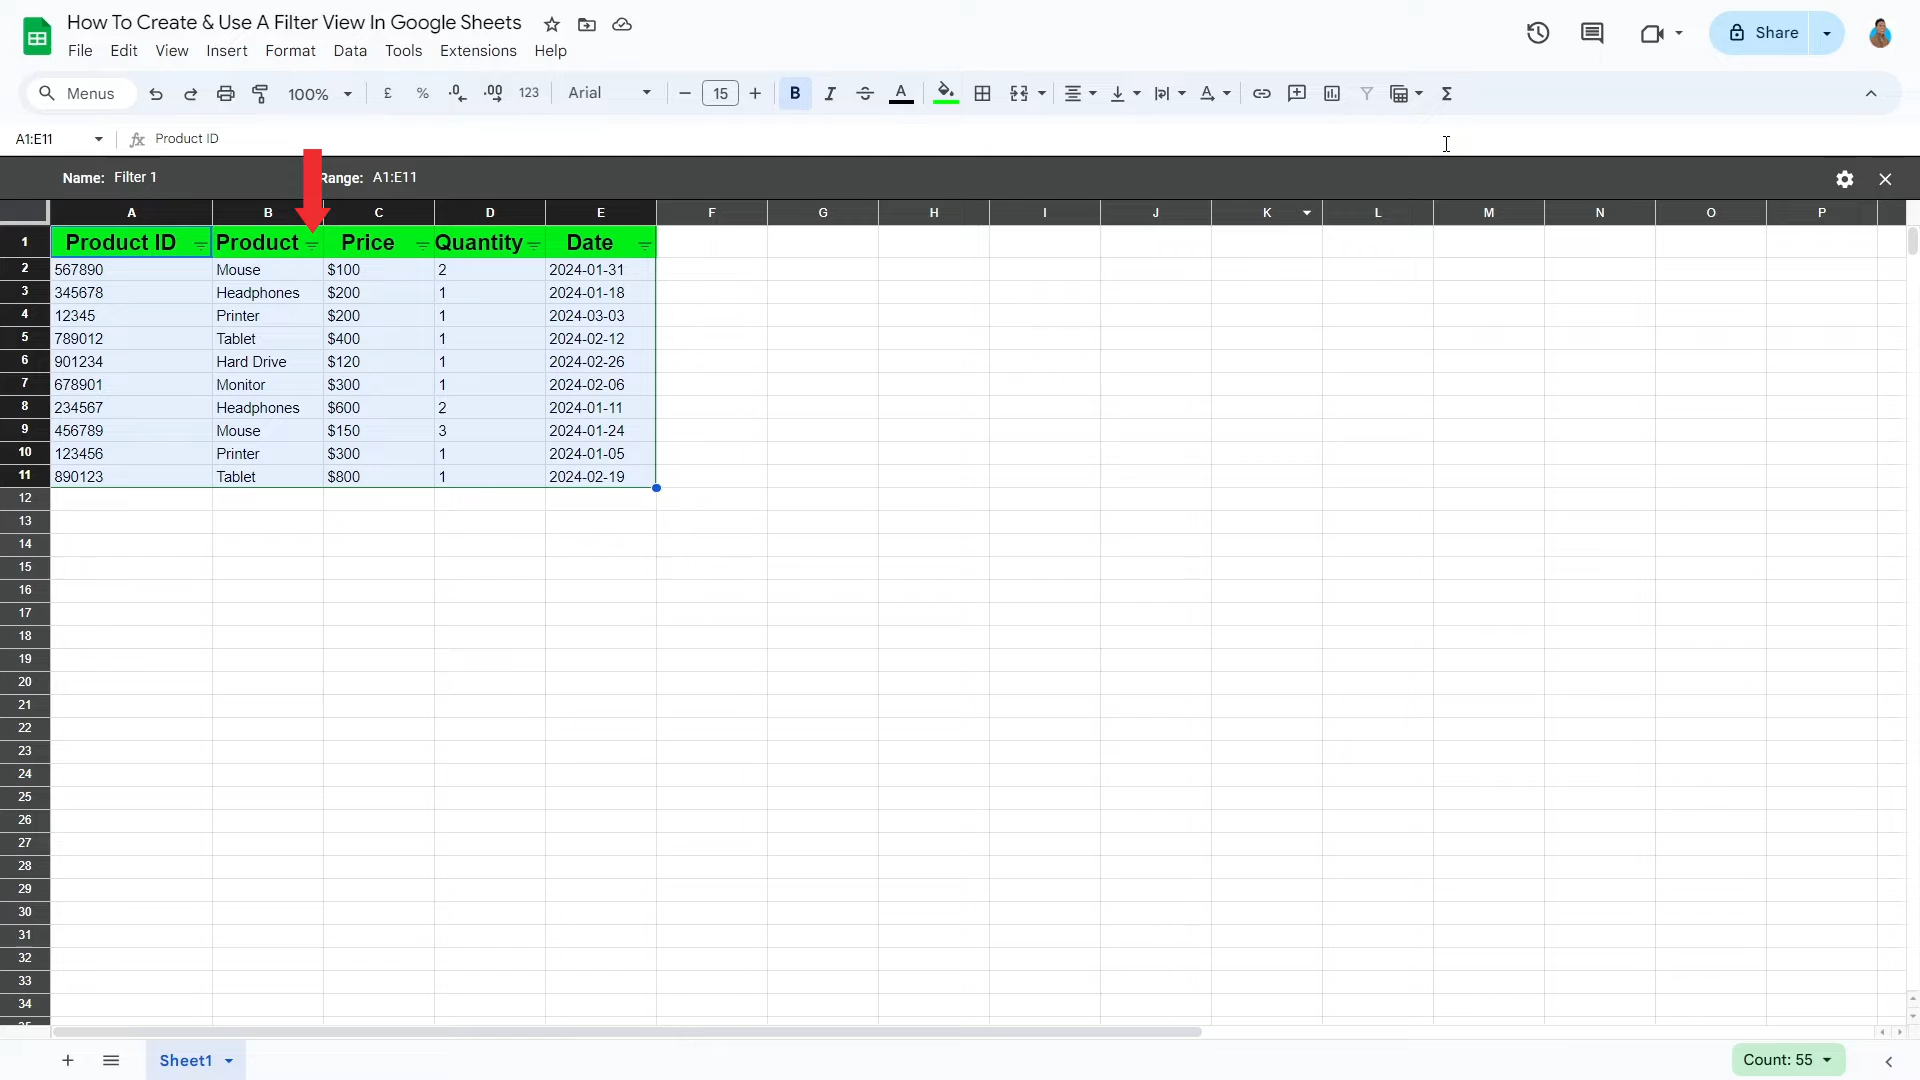 How To Create & Use A Filter View In Google Sheets
File Edit View Insert Format Data Tools Extensions Help
Share
Menus 100% £ % .0 .00 123 Arial 15 B I A A Σ
A1:E11 fx Product ID
Name: Filter 1 Range: A1:E11
A B C D E F G H I J K L M N O P
1 Product ID Product Price Quantity Date
2 567890 Mouse $100 2 2024-01-31
3 345678 Headphones $200 1 2024-01-18
4 12345 Printer $200 1 2024-03-03
5 789012 Tablet $400 1 2024-02-12
6 901234 Hard Drive $120 1 2024-02-26
7 678901 Monitor $300 1 2024-02-06
8 234567 Headphones $600 2 2024-01-11
9 456789 Mouse $150 3 2024-01-24
10 123456 Printer $300 1 2024-01-05
11 890123 Tablet $800 1 2024-02-19
12
13
14
15
16
17
18
19
20
21
22
23
24
25
26
27
28
29
30
31
32
33
34
35
Sheet1 Count: 55